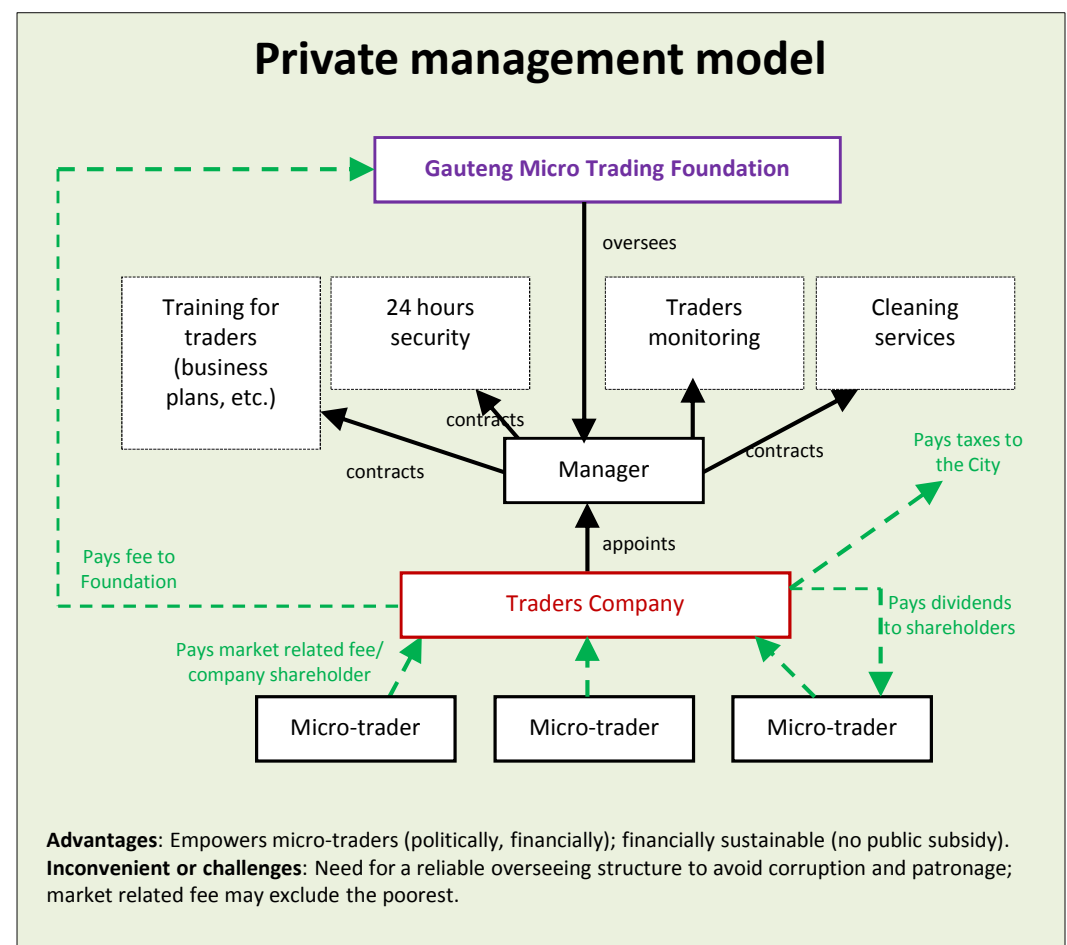 Private management model
Gauteng Micro Trading Foundation
oversees
Training for
traders
(business
plans, etc.)
24 hours
security
Traders
monitoring
Cleaning
services
contracts
contracts
contracts
Manager
Pays taxes to
the City
appoints
Pays fee to
Foundation
Traders Company
Pays dividends
to shareholders
Pays market related fee/
company shareholder
Micro-trader
Micro-trader
Micro-trader
Advantages: Empowers micro-traders (politically, financially); financially sustainable (no public subsidy).
Inconvenient or challenges: Need for a reliable overseeing structure to avoid corruption and patronage;
market related fee may exclude the poorest.